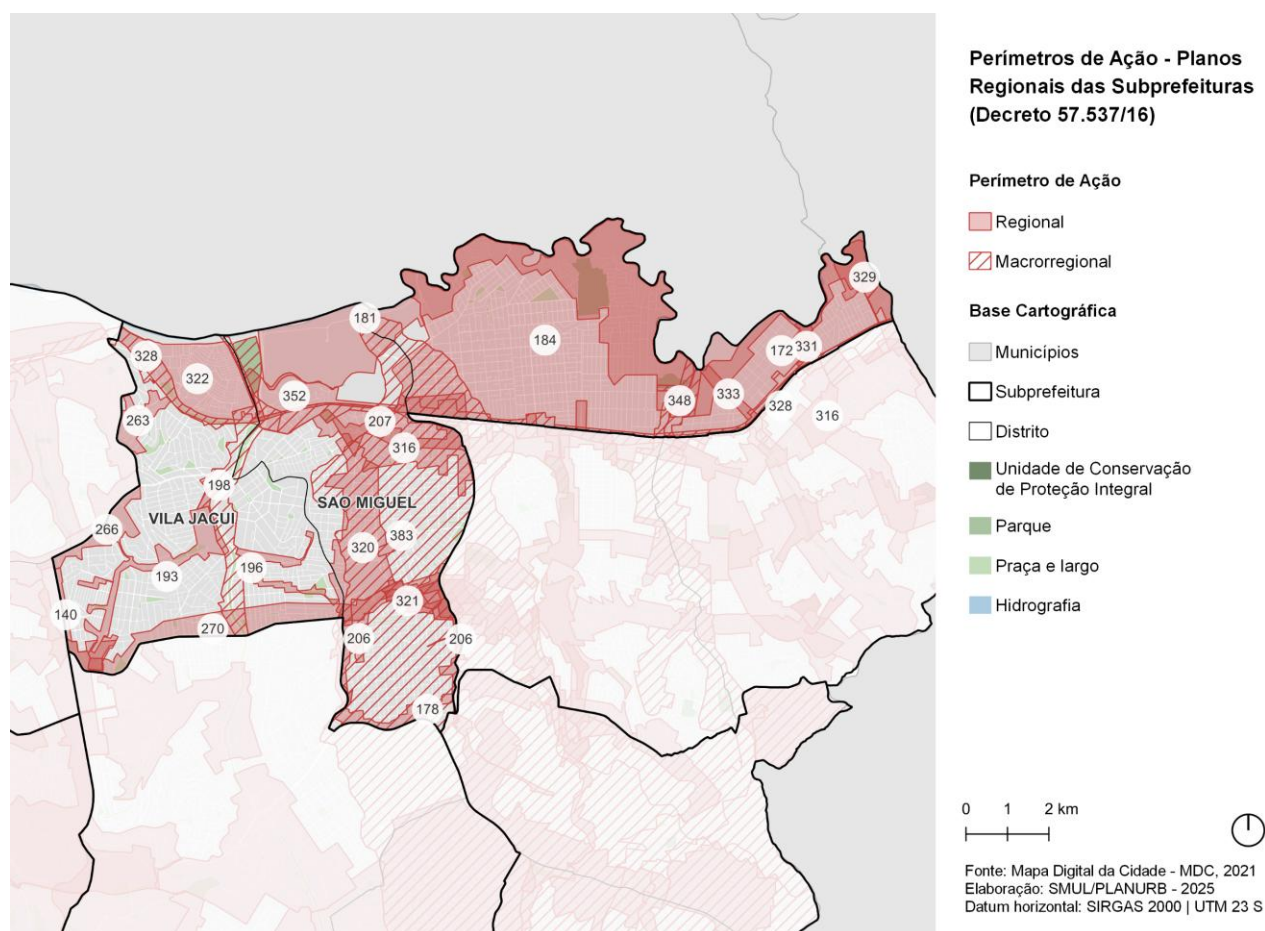 Perímetros de Ação - Planos
Regionais das Subprefeituras
(Decreto 57.537/16)
Perímetro de Ação
Regional
Macrorregional
Base Cartográfica
Municípios
Subprefeitura
Distrito
Unidade de Conservação
de Proteção Integral
Parque
Praça e largo
Hidrografia
0 1 2 km
Fonte: Mapa Digital da Cidade - MDC, 2021
Elaboração: SMUL/PLANURB - 2025
Datum horizontal: SIRGAS 2000 | UTM 23 S
329
181
184
172
331
328
322
352
348
333
328
316
263
207
316
198
SAO MIGUEL
VILA JACUI
266
383
320
193
196
321
140
270
206
206
178